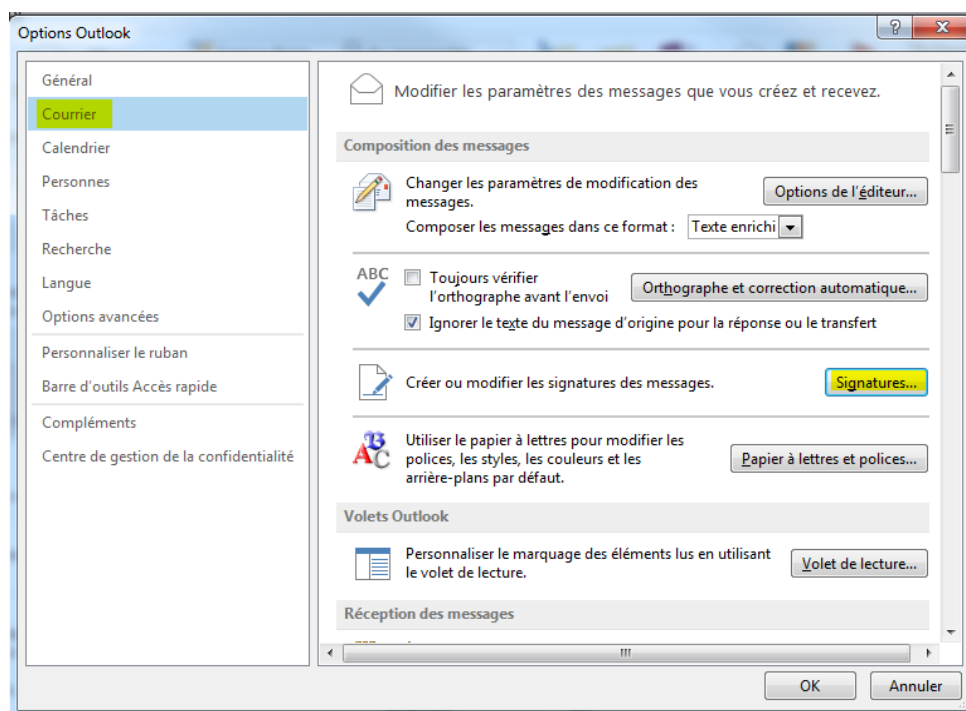 Options Outlook
Général
Courrier
Calendrier
Personnes
Tâches
Recherche
Langue
Options avancées
Personnaliser le ruban
Barre d'outils Accès rapide
Compléments
Centre de gestion de la confidentialité
Modifier les paramètres des messages que vous créez et recevez.
Composition des messages
Changer les paramètres de modification des
messages.
Options de l'éditeur...
Composer les messages dans ce format :
Texte enrichi
ABC
Toujours vérifier
l'orthographe avant l'envoi
Orthographe et correction automatique...
Ignorer le texte du message d'origine pour la réponse ou le transfert
Créer ou modifier les signatures des messages.
Signatures...
Utiliser le papier à lettres pour modifier les
polices, les styles, les couleurs et les
arrière-plans par défaut.
Papier à lettres et polices...
Volets Outlook
Personnaliser le marquage des éléments lus en utilisant
le volet de lecture.
Volet de lecture...
Réception des messages
OK
Annuler